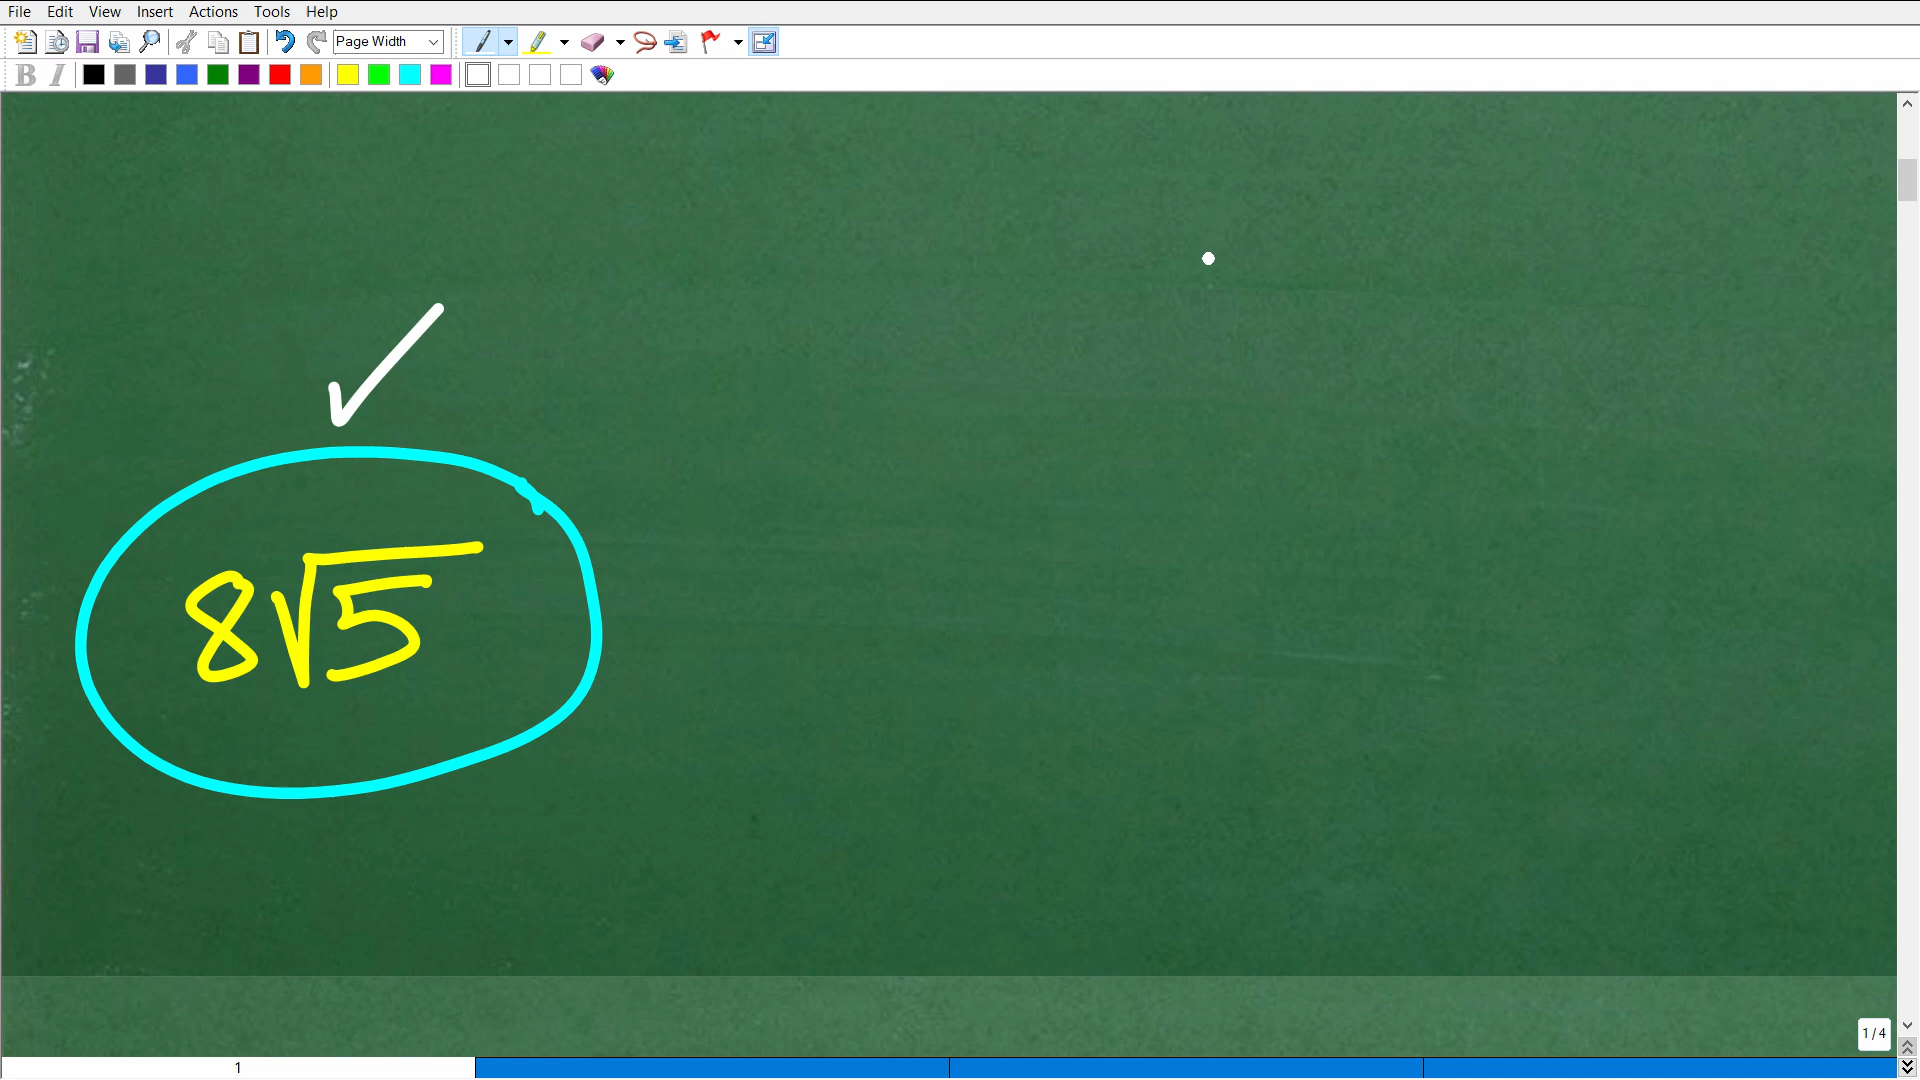 File Edit View Insert Actions Tools Help
Page Width
B I
8√5
1 / 4
1